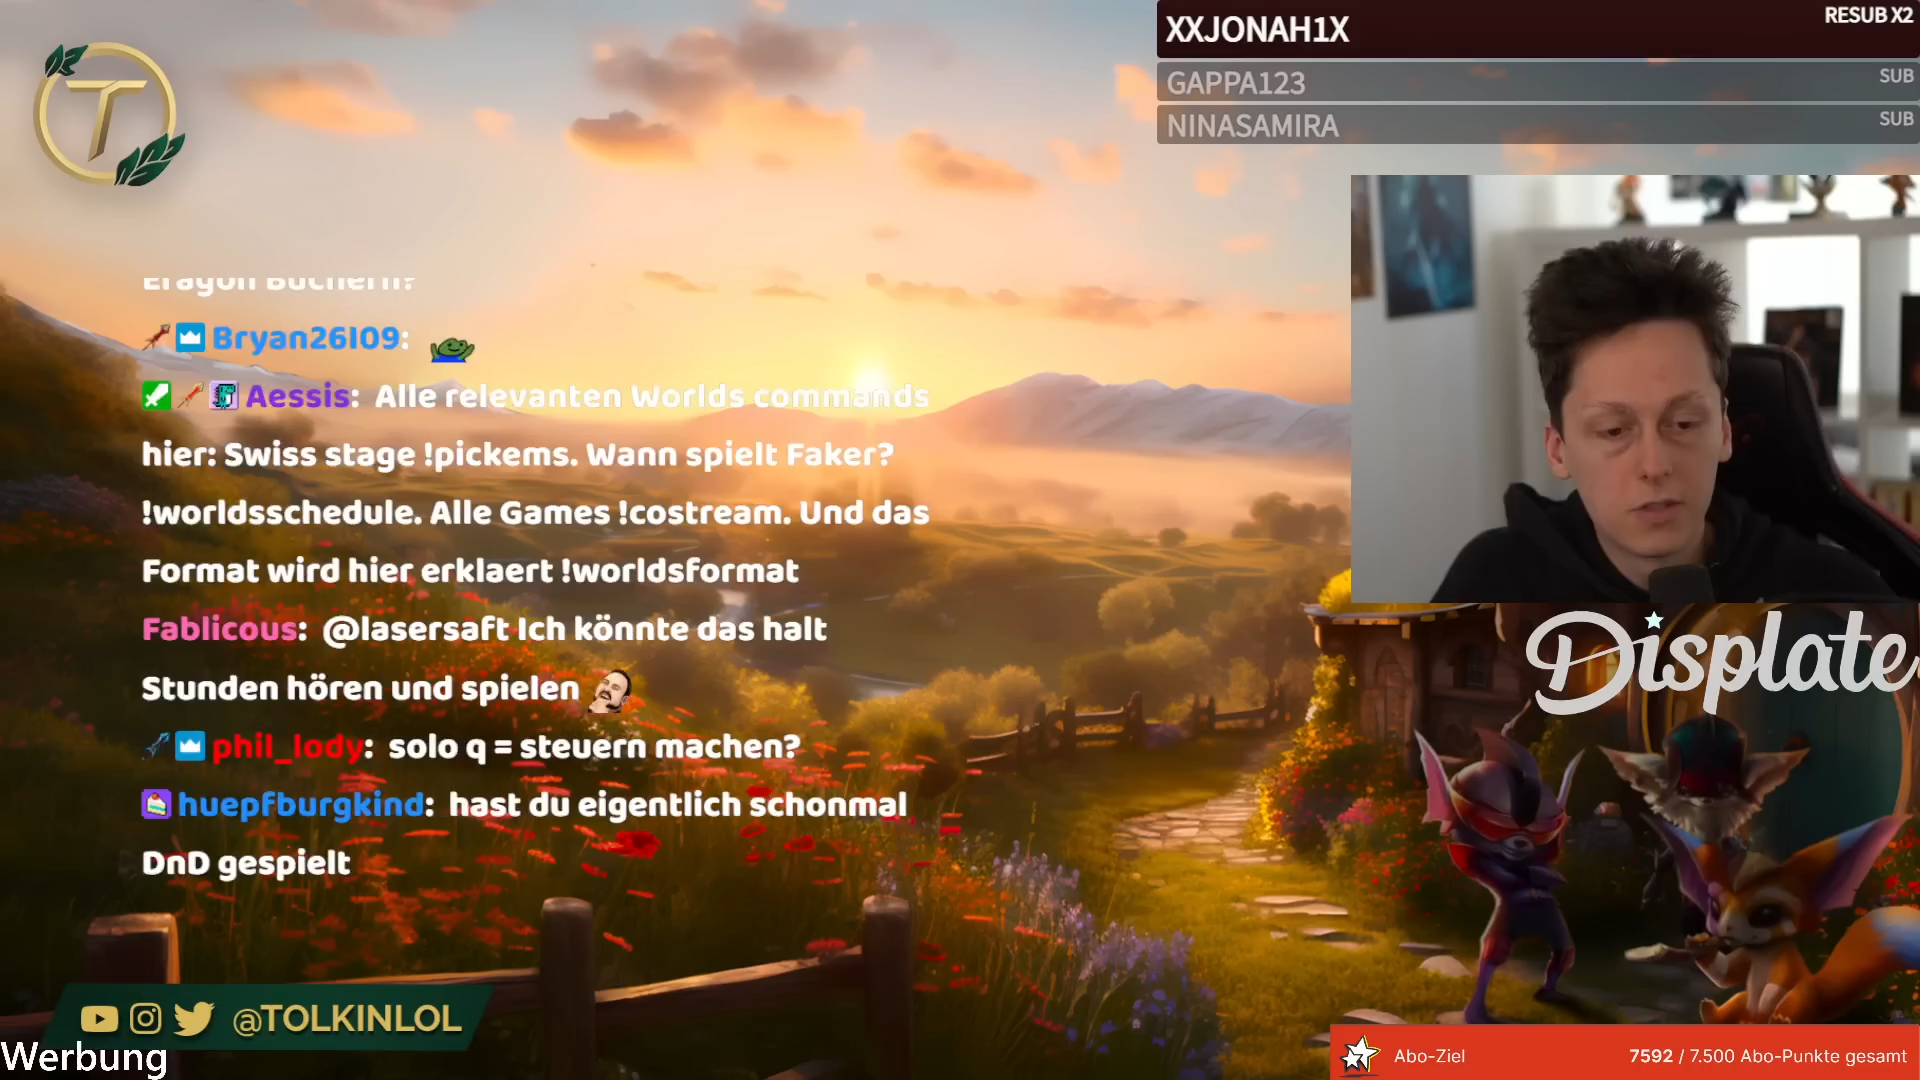 XXJONAH1X RESUB X2
GAPPA123 SUB
NINASAMIRA SUB
T
Eragon Büchern?
Bryan26109:
Aessis: Alle relevanten Worlds commands
hier: Swiss stage !pickems. Wann spielt Faker?
!worldsschedule. Alle Games !costream. Und das
Format wird hier erklaert !worldsformat
Fablicous: @lasersaft Ich könnte das halt
Stunden hören und spielen
phil_lody: solo q = steuern machen?
huepfburgkind: hast du eigentlich schonmal
DnD gespielt
Displate
@TOLKINLOL
Werbung
Abo-Ziel 7592 / 7.500 Abo-Punkte gesamt